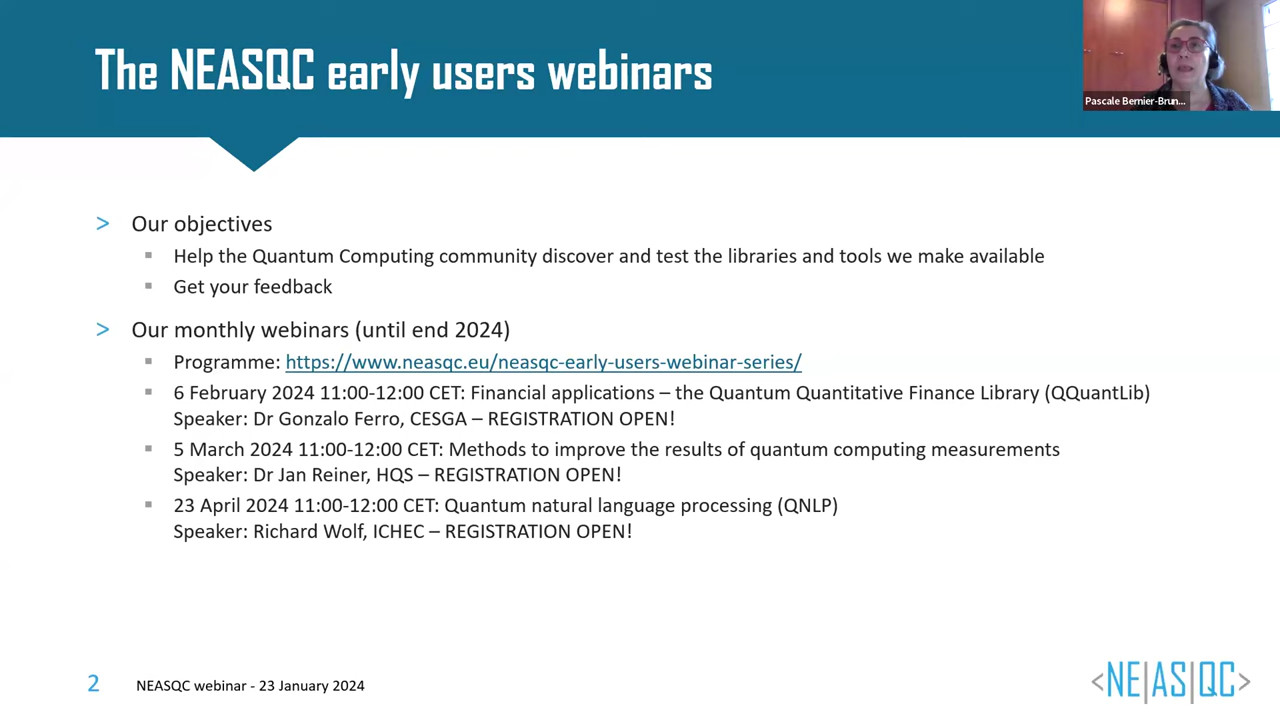 The NEASQC early users webinars
Pascale Bernier-Brun...
> Our objectives
▪ Help the Quantum Computing community discover and test the libraries and tools we make available
▪ Get your feedback
> Our monthly webinars (until end 2024)
▪ Programme: https://www.neasqc.eu/neasqc-early-users-webinar-series/
▪ 6 February 2024 11:00-12:00 CET: Financial applications – the Quantum Quantitative Finance Library (QQuantLib)
Speaker: Dr Gonzalo Ferro, CESGA – REGISTRATION OPEN!
▪ 5 March 2024 11:00-12:00 CET: Methods to improve the results of quantum computing measurements
Speaker: Dr Jan Reiner, HQS – REGISTRATION OPEN!
▪ 23 April 2024 11:00-12:00 CET: Quantum natural language processing (QNLP)
Speaker: Richard Wolf, ICHEC – REGISTRATION OPEN!
2 NEASQC webinar - 23 January 2024
<NE|AS|QC>